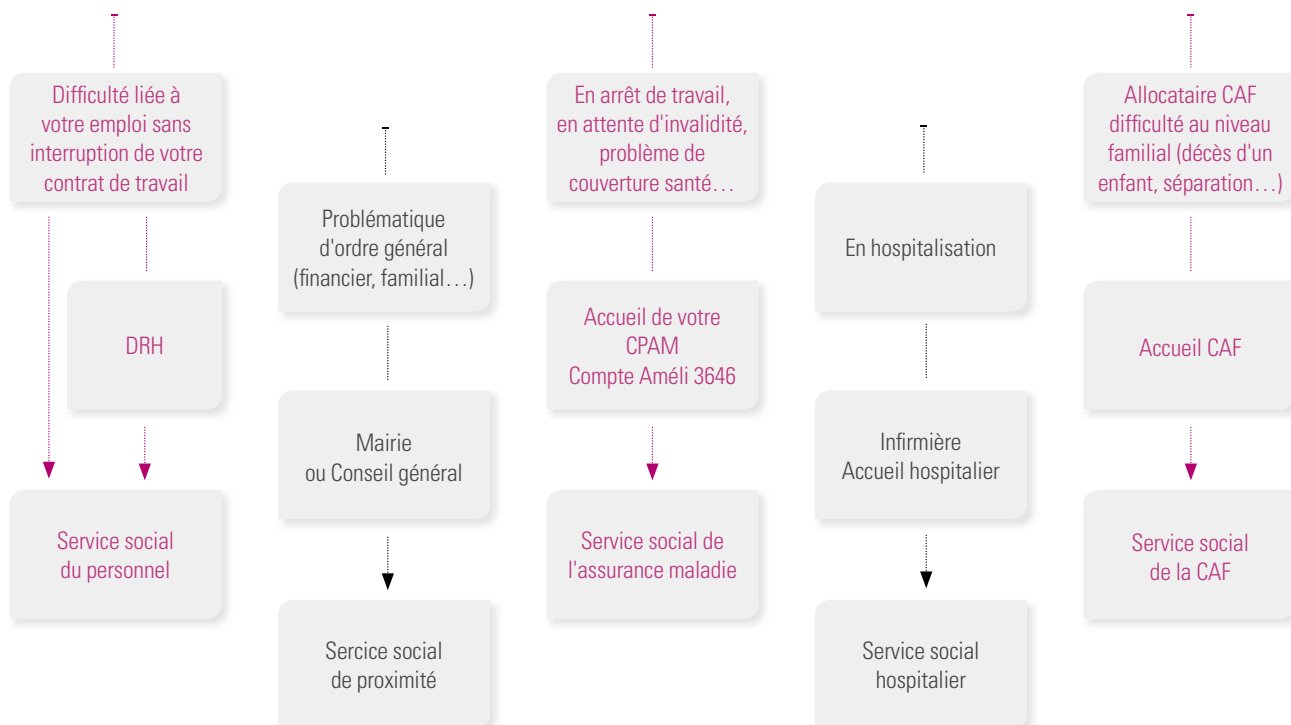 Difficulté liée à
votre emploi sans
interruption de votre
contrat de travail
DRH
Service social
du personnel
Problématique
d'ordre général
(financier, familial…)
Mairie
ou Conseil général
Sercice social
de proximité
En arrêt de travail,
en attente d'invalidité,
problème de
couverture santé…
Accueil de votre
CPAM
Compte Améli 3646
Service social de
l'assurance maladie
En hospitalisation
Infirmière
Accueil hospitalier
Service social
hospitalier
Allocataire CAF
difficulté au niveau
familial (décès d'un
enfant, séparation…)
Accueil CAF
Service social
de la CAF